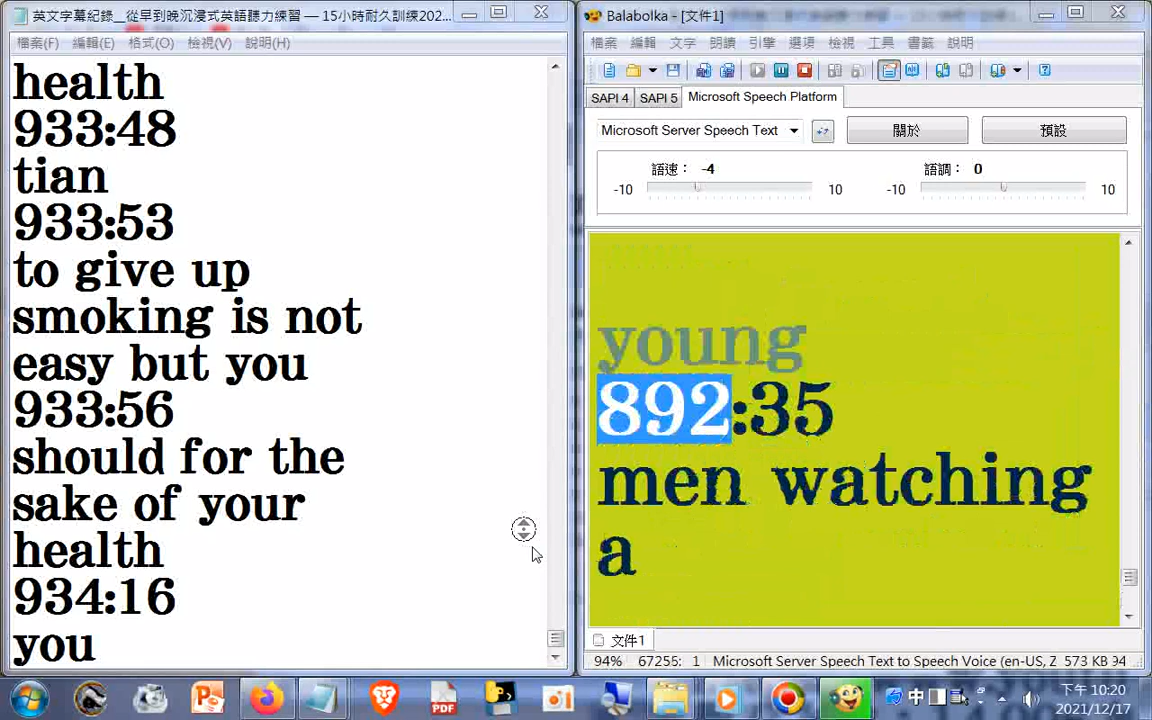 英文字幕紀錄__從早到晚沉浸式英語聽力練習 — 15小時耐久訓練202...
檔案(F) 編輯(E) 格式(O) 檢視(V) 說明(H)
health
933:48
tian
933:53
to give up
smoking is not
easy but you
933:56
should for the
sake of your
health
934:16
you
Balabolka - [文件1]
檔案 編輯 文字 朗讀 引擎 選項 檢視 工具 書籤 說明
SAPI 4 SAPI 5 Microsoft Speech Platform
Microsoft Server Speech Text 關於 預設
語速： -4 語調： 0
-10 10 -10 10
young
892:35
men watching
a
文件1
94% 67255: 1 Microsoft Server Speech Text to Speech Voice (en-US, Z 573 KB 94
PDF 中 下午 10:20
2021/12/17